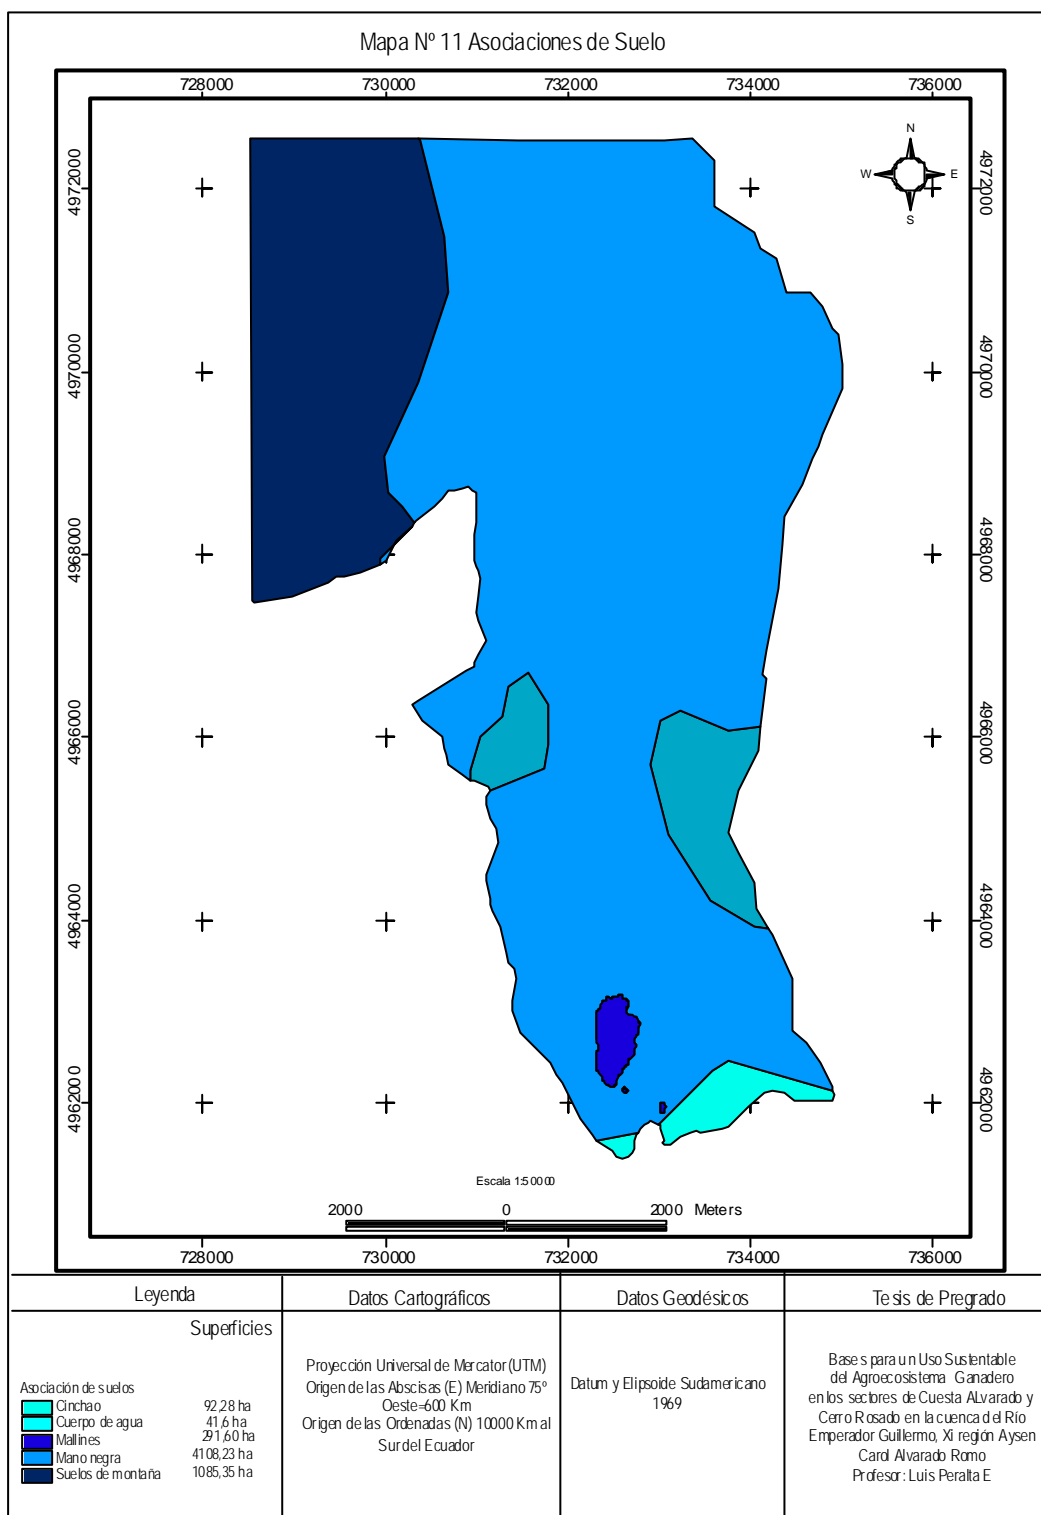 Mapa Nº 11 Asociaciones de Suelo
728000 730000 732000 734000 736000
N
W E
S
4972000 4972000
4970000 4970000
4968000 4968000
4966000 4966000
4964000 4964000
4962000 4962000
Escala 1:50000
2000 0 2000 Meters
728000 730000 732000 734000 736000
Leyenda
Superficies
Asociación de suelos
Cinchao 92,28 ha
Cuerpo de agua 41,6 ha
Mallines 291,60 ha
Mano negra 4108,23 ha
Suelos de montaña 1085,35 ha
Datos Cartográficos
Proyección Universal de Mercator (UTM)
Origen de las Abscisas (E) Meridiano 75º
Oeste=600 Km
Origen de las Ordenadas (N) 10000 Km al
Sur del Ecuador
Datos Geodésicos
Datum y Elipsoide Sudamericano
1969
Tesis de Pregrado
Bases para un Uso Sustentable
del Agroecosistema Ganadero
en los sectores de Cuesta ALvarado y
Cerro Rosado en la cuenca del Río
Emperador Guillermo, Xi región Aysen
Carol Alvarado Romo
Profesor: Luis Peralta E